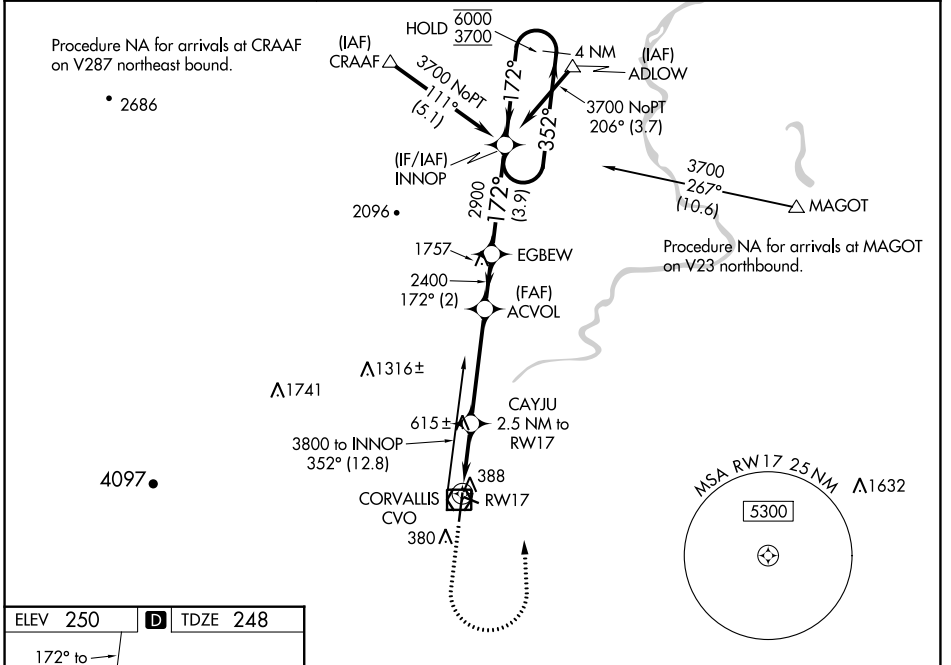 Procedure NA for arrivals at CRAAF
on V287 northeast bound.
2686
(IAF)
CRAAF
3700 NoPT
111°
(5.1)
HOLD 6000
3700
172°
352°
4 NM
(IAF)
ADLOW
3700 NoPT
206° (3.7)
(IF/IAF)
INNOP
3700
267°
(10.6)
MAGOT
Procedure NA for arrivals at MAGOT
on V23 northbound.
2096
2900
172°
(3.9)
1757
EGBEW
2400
172° (2)
(FAF)
ACVOL
1316±
1741
615±
CAYJU
2.5 NM to
RW17
3800 to INNOP
352° (12.8)
4097
388
CORVALLIS
CVO
RW17
380
MSA RW17 25 NM
5300
1632
ELEV 250 D TDZE 248
172° to